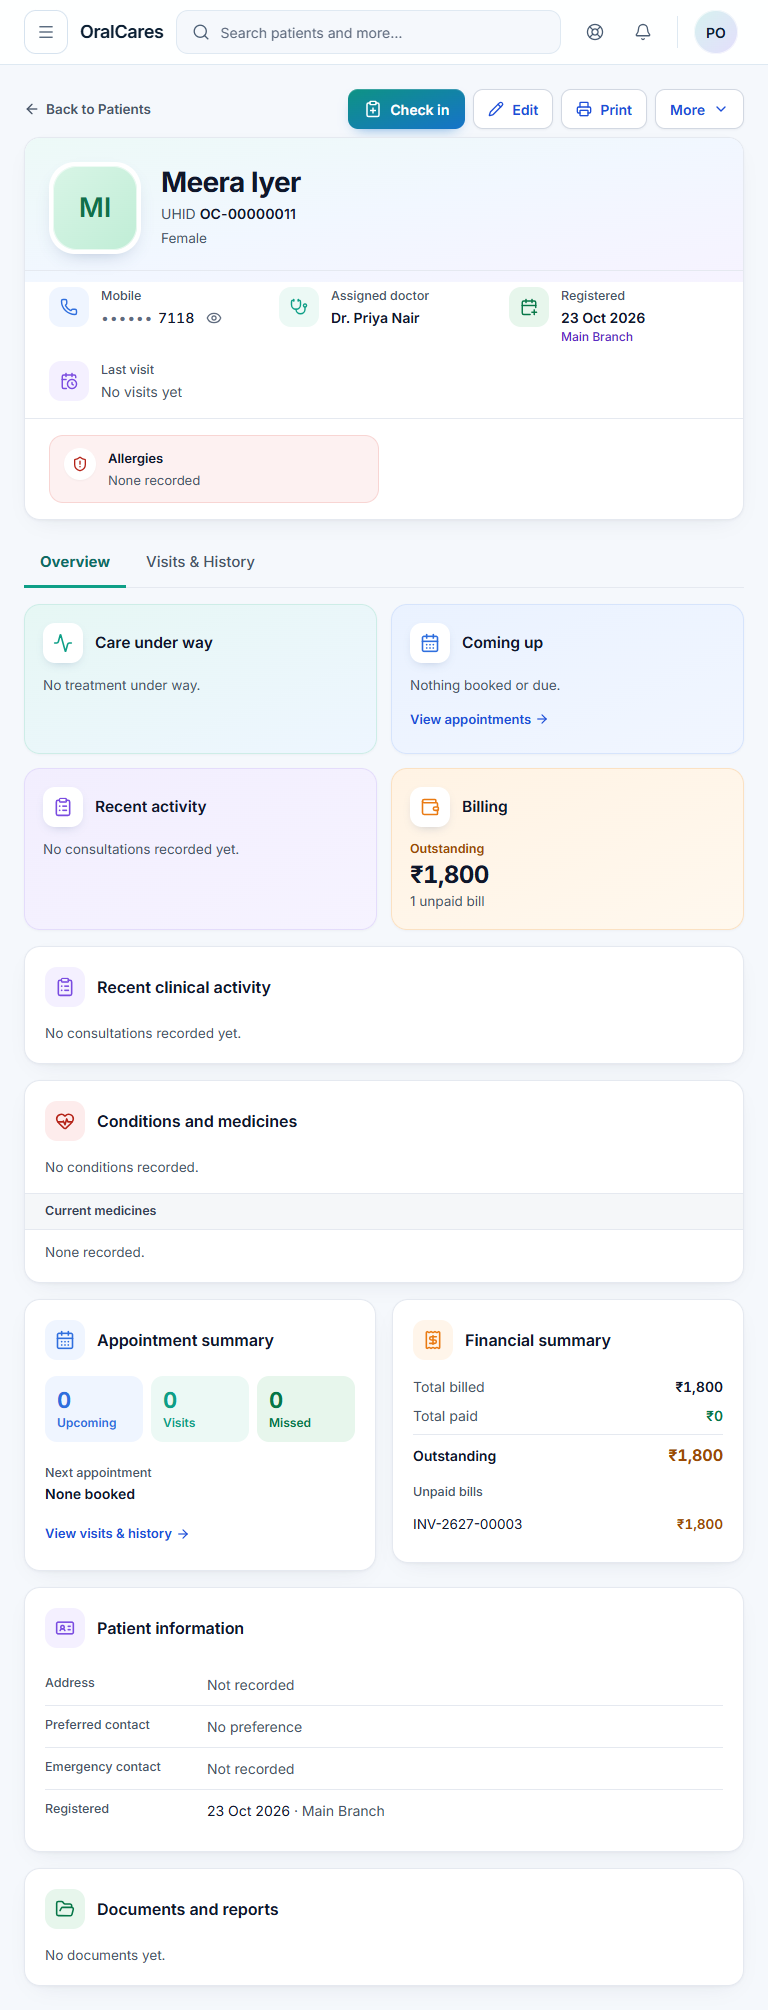 OralCares
Search patients and more...
PO
Back to Patients
Check in
Edit
Print
More
MI
Meera Iyer
UHID OC-00000011
Female
Mobile
•••••• 7118
Assigned doctor
Dr. Priya Nair
Registered
23 Oct 2026
Main Branch
Last visit
No visits yet
Allergies
None recorded
Overview
Visits & History
Care under way
No treatment under way.
Coming up
Nothing booked or due.
View appointments →
Recent activity
No consultations recorded yet.
Billing
Outstanding
₹1,800
1 unpaid bill
Recent clinical activity
No consultations recorded yet.
Conditions and medicines
No conditions recorded.
Current medicines
None recorded.
Appointment summary
0
Upcoming
0
Visits
0
Missed
Next appointment
None booked
View visits & history →
Financial summary
Total billed ₹1,800
Total paid ₹0
Outstanding ₹1,800
Unpaid bills
INV-2627-00003 ₹1,800
Patient information
Address Not recorded
Preferred contact No preference
Emergency contact Not recorded
Registered 23 Oct 2026 · Main Branch
Documents and reports
No documents yet.